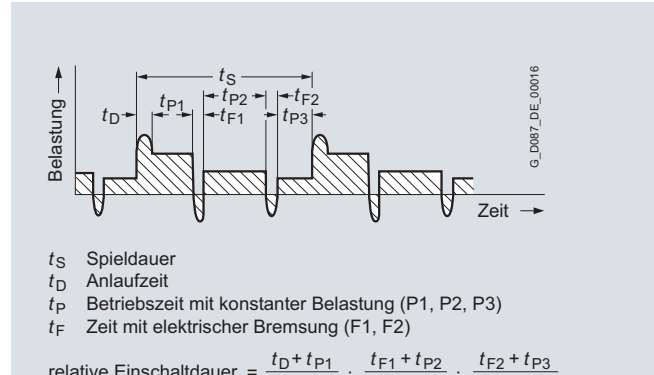 tS
tP2
tF2
tD
tP1
tF1
tP3
Belastung
Zeit
G_D087_DE_00016
tS Spieldauer
tD Anlaufzeit
tP Betriebszeit mit konstanter Belastung (P1, P2, P3)
tF Zeit mit elektrischer Bremsung (F1, F2)
relative Einschaltdauer = tD + tP1 · tF1 + tP2 · tF2 + tP3